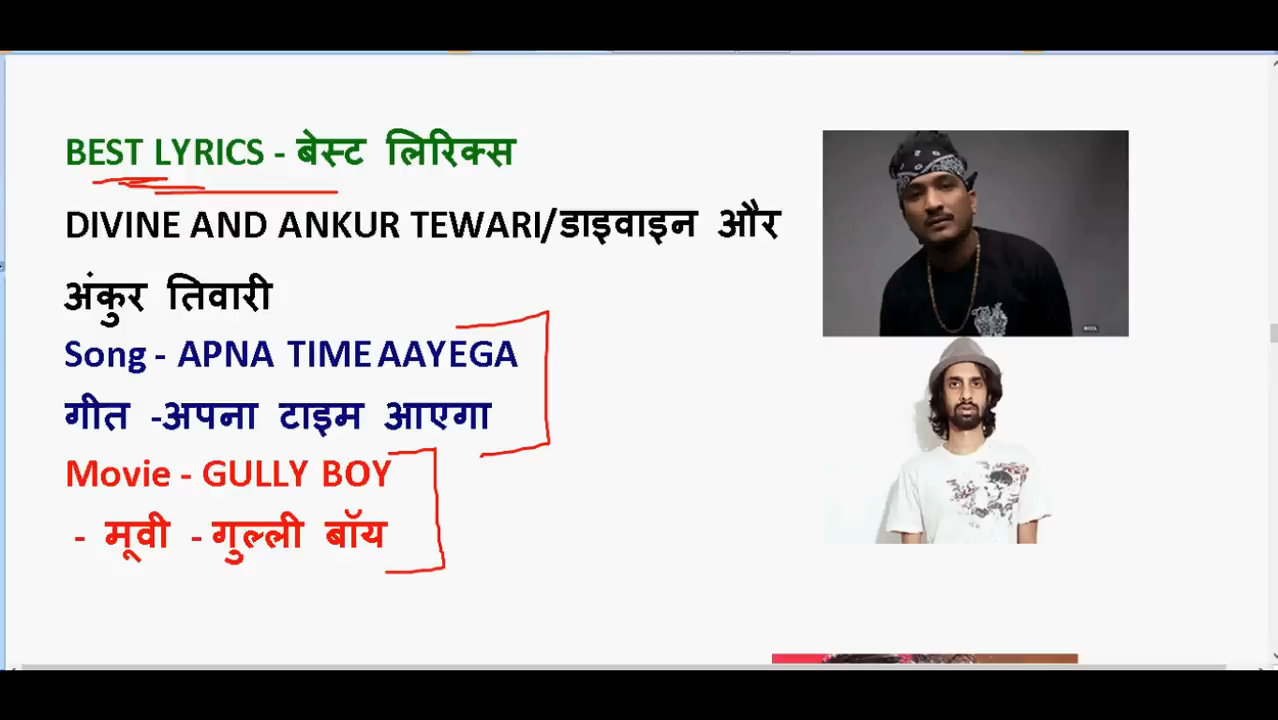 BEST LYRICS - बेस्ट लिरिक्स
DIVINE AND ANKUR TEWARI/डाइवाइन और
अंकुर तिवारी
Song - APNA TIME AAYEGA
गीत -अपना टाइम आएगा
Movie - GULLY BOY
- मूवी - गुल्ली बॉय